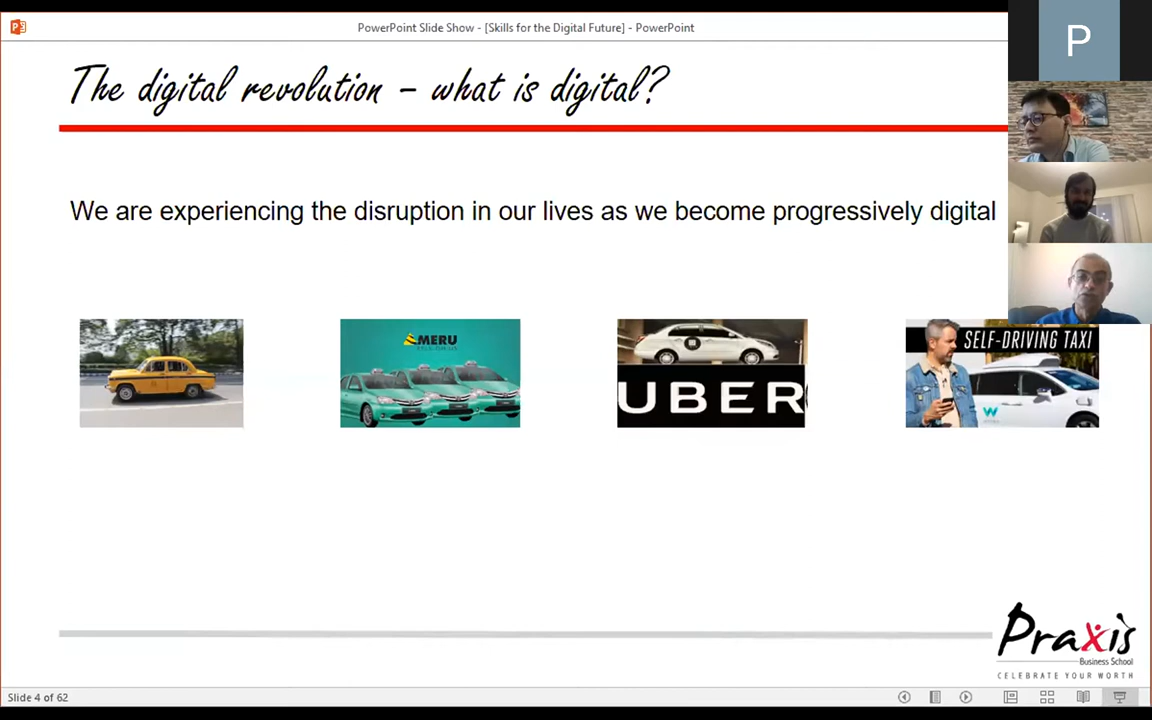 PowerPoint Slide Show - [Skills for the Digital Future] - PowerPoint
P
The digital revolution – what is digital?
We are experiencing the disruption in our lives as we become progressively digital
MERU
UBER
SELF-DRIVING TAXI
W
Praxis
Business School
CELEBRATE YOUR WORTH
Slide 4 of 62